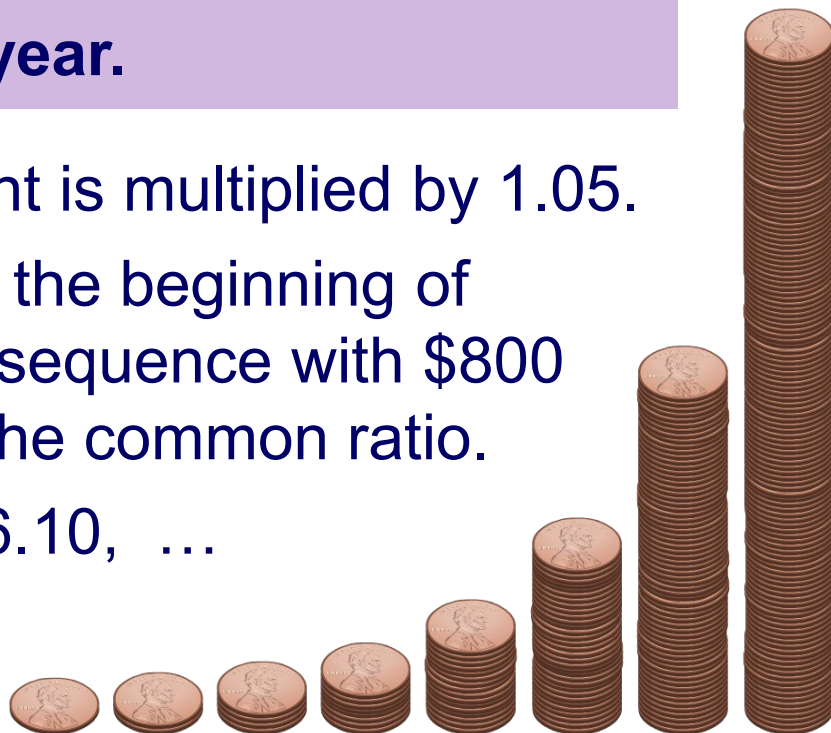 year.
nt is multiplied by 1.05.
the beginning of
sequence with $800
he common ratio.
6.10, …